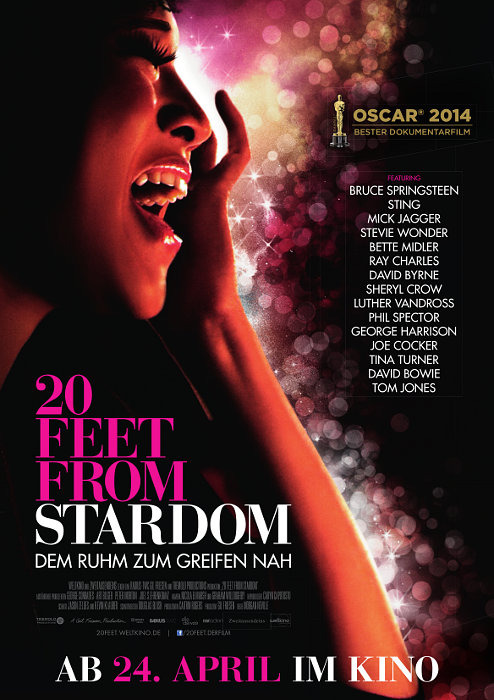 OSCAR® 2014
BESTER DOKUMENTARFILM
FEATURING
BRUCE SPRINGSTEEN
STING
MICK JAGGER
STEVIE WONDER
BETTE MIDLER
RAY CHARLES
DAVID BYRNE
SHERYL CROW
LUTHER VANDROSS
PHIL SPECTOR
GEORGE HARRISON
JOE COCKER
TINA TURNER
DAVID BOWIE
TOM JONES
20
FEET
FROM
STARDOM
DEM RUHM ZUM GREIFEN NAH
20FEET.WELTKINO.DE | /20FEET.DERFILM
AB 24. APRIL IM KINO